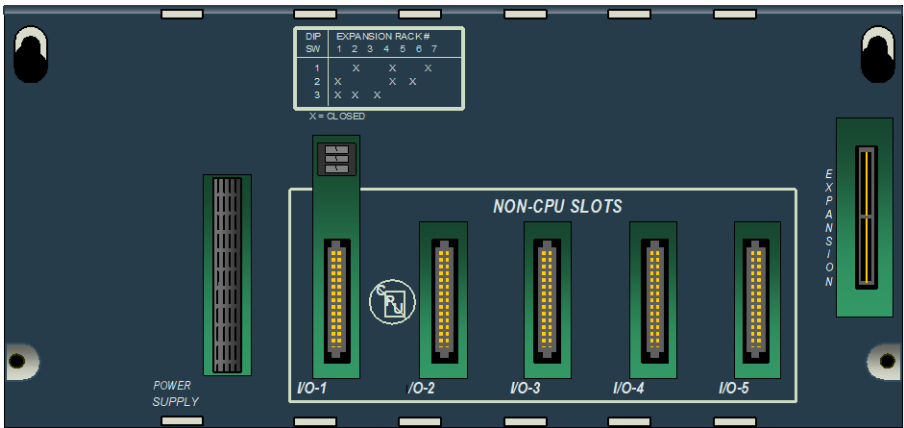 DIP EXPANSION RACK#
SW 1 2 3 4 5 6 7
1 X X X
2 X X X
3 X X X
X = CLOSED
NON-CPU SLOTS
EXPANSION
CPU
POWER
SUPPLY
I/O-1
/O-2
I/O-3
I/O-4
I/O-5